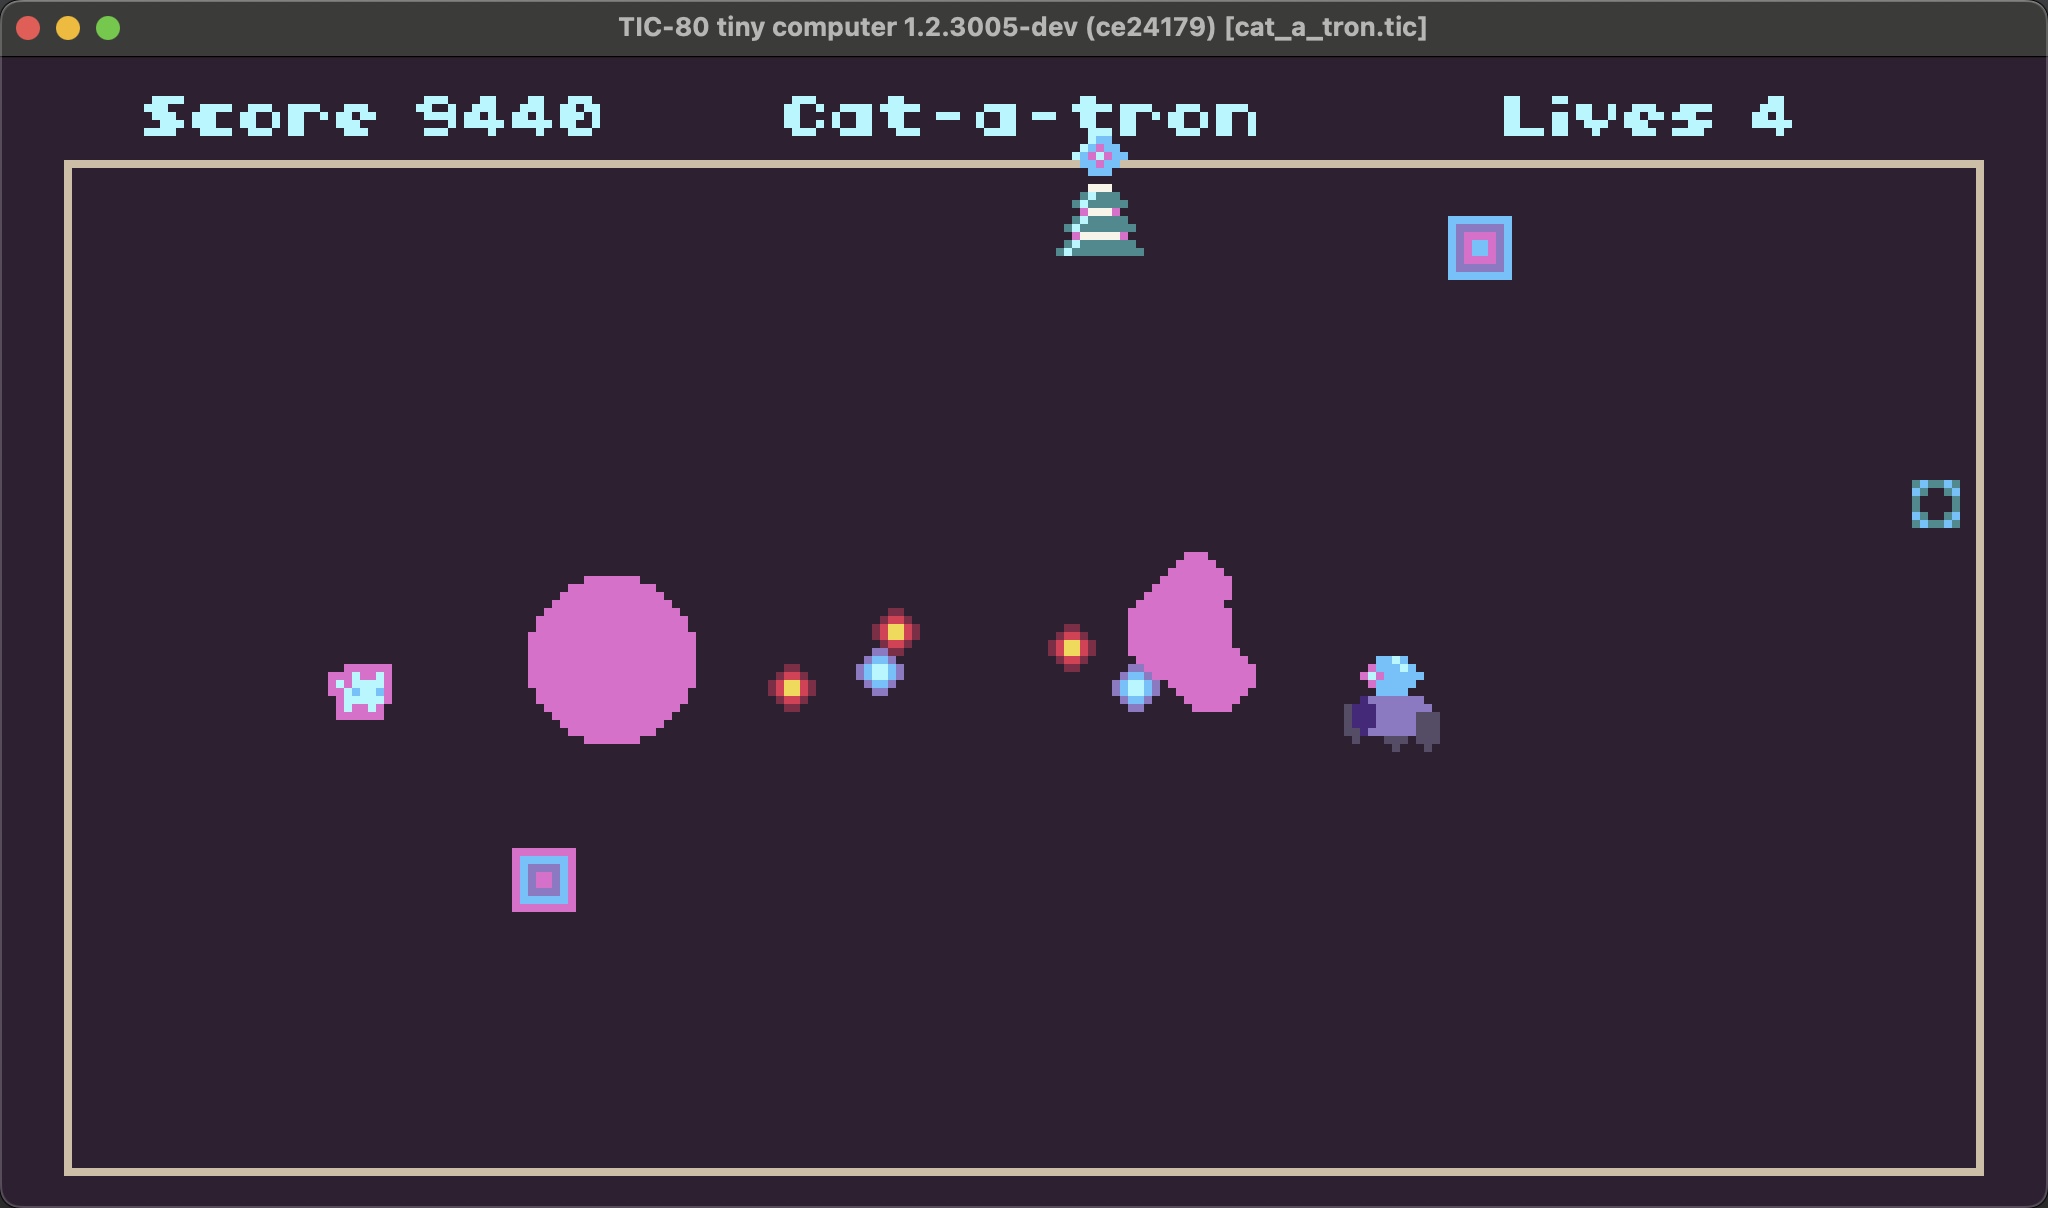 TIC-80 tiny computer 1.2.3005-dev (ce24179) [cat_a_tron.tic]
Score 9440 Cat-a-tron Lives 4